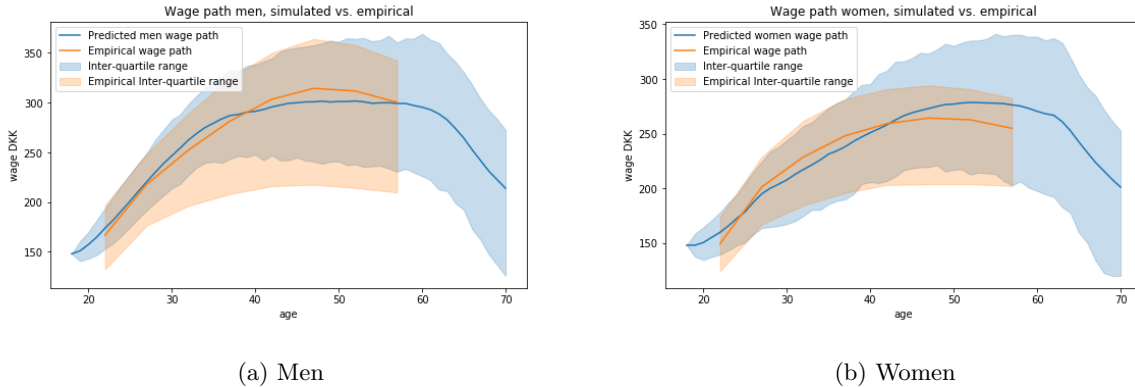 Wage path men, simulated vs. empirical
Predicted men wage path
Empirical wage path
Inter-quartile range
Empirical Inter-quartile range
350
300
250
200
150
wage DKK
20 30 40 50 60 70
age
(a) Men
Wage path women, simulated vs. empirical
Predicted women wage path
Empirical wage path
Inter-quartile range
Empirical Inter-quartile range
350
300
250
200
150
wage DKK
20 30 40 50 60 70
age
(b) Women